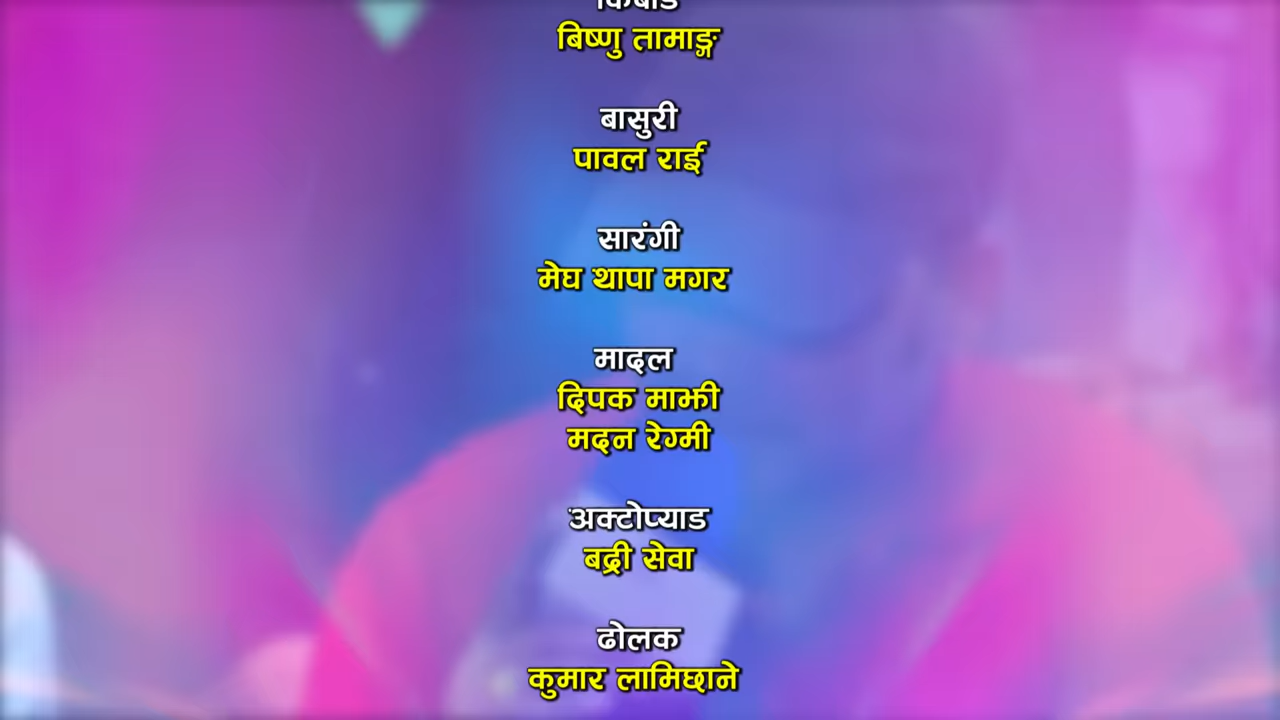 किबोर्ड
बिष्णु तामाङ्ग
बासुरी
पावल राई
सारंगी
मेघ थापा मगर
मादल
दिपक माझी
मदन रेग्मी
अक्टोप्याड
बद्री सेवा
ढोलक
कुमार लामिछाने